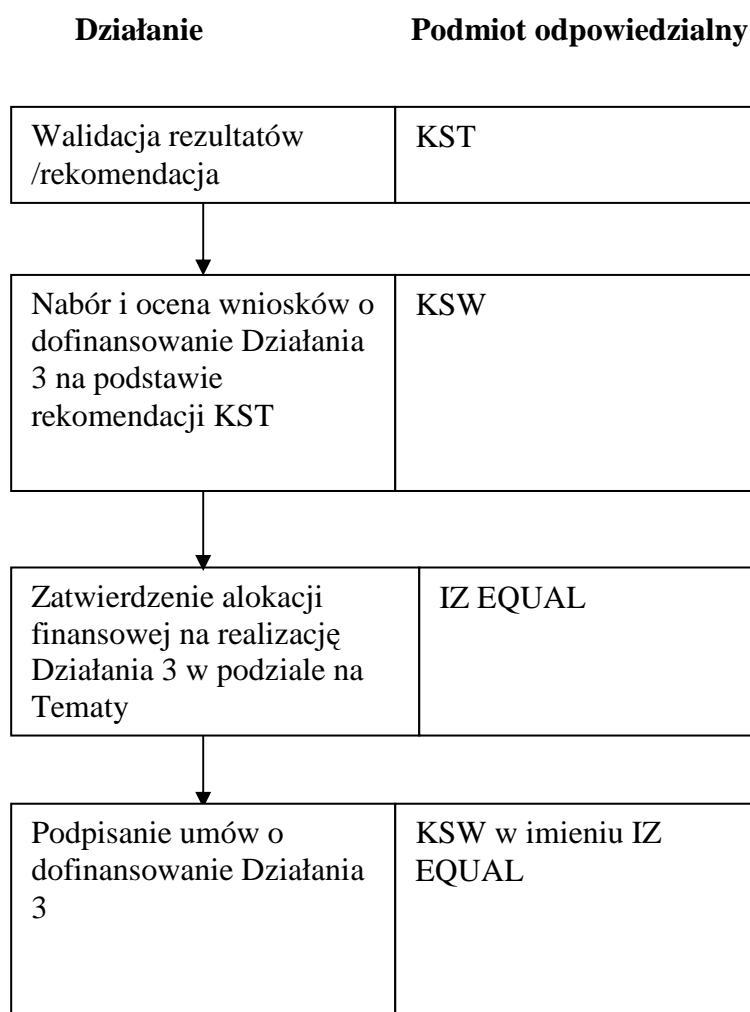 Działanie Podmiot odpowiedzialny
Walidacja rezultatów
/rekomendacja
KST
Nabór i ocena wniosków o
dofinansowanie Działania
3 na podstawie
rekomendacji KST
KSW
Zatwierdzenie alokacji
finansowej na realizację
Działania 3 w podziale na
Tematy
IZ EQUAL
Podpisanie umów o
dofinansowanie Działania
3
KSW w imieniu IZ
EQUAL